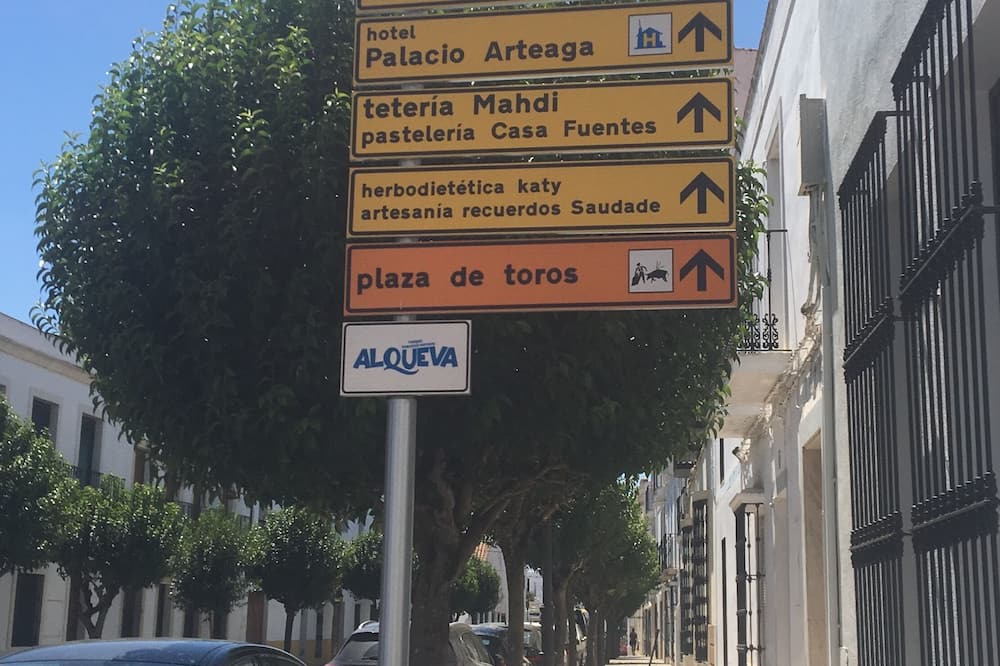 hotel
Palacio Arteaga
H
tetería Mahdi
pastelería Casa Fuentes
herbodietética katy
artesanía recuerdos Saudade
plaza de toros
ALQUEVA